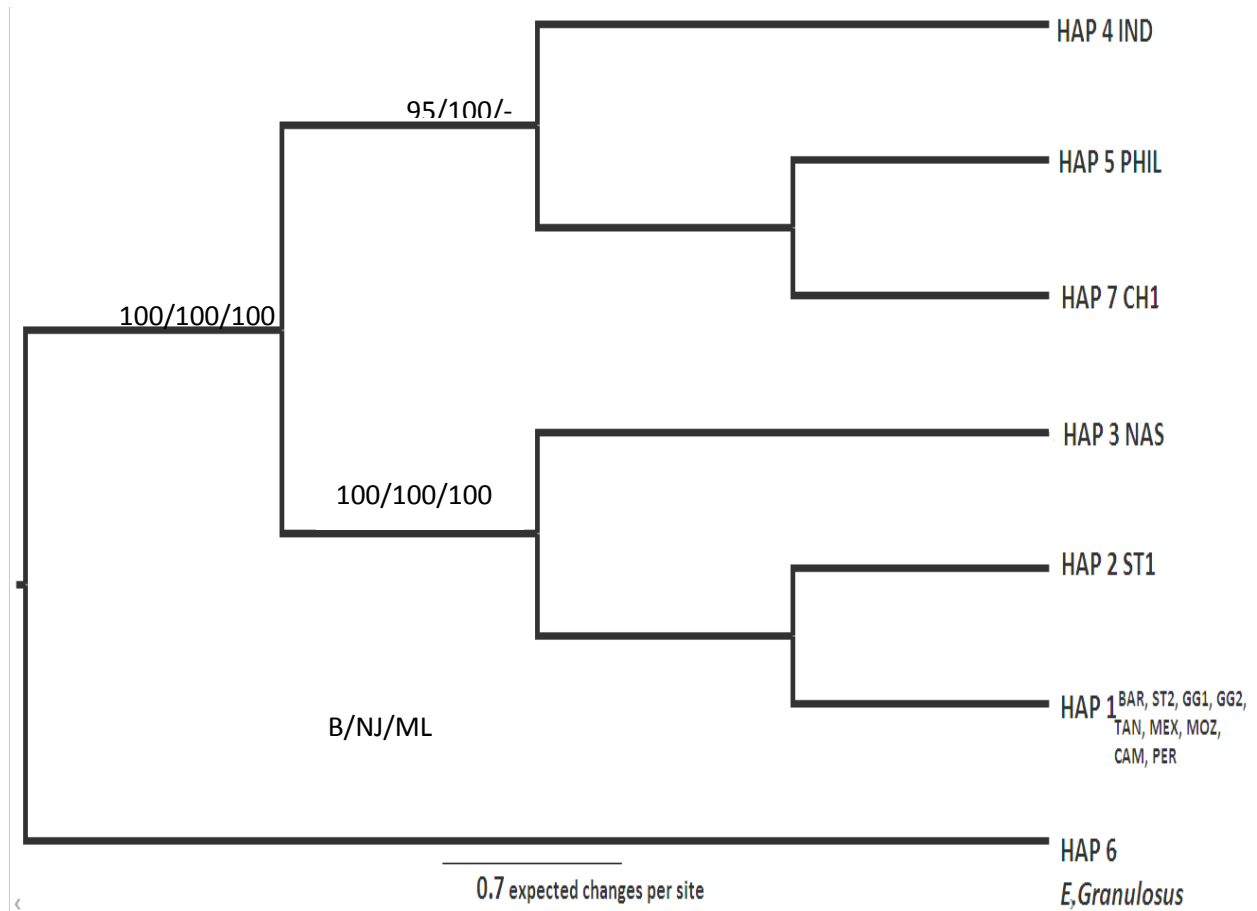 HAP 4 IND
95/100/-
HAP 5 PHIL
HAP 7 CH1
100/100/100
HAP 3 NAS
100/100/100
HAP 2 ST1
HAP 1 BAR, ST2, GG1, GG2,
TAN, MEX, MOZ,
CAM, PER
B/NJ/ML
HAP 6
0.7 expected changes per site
E,Granulosus